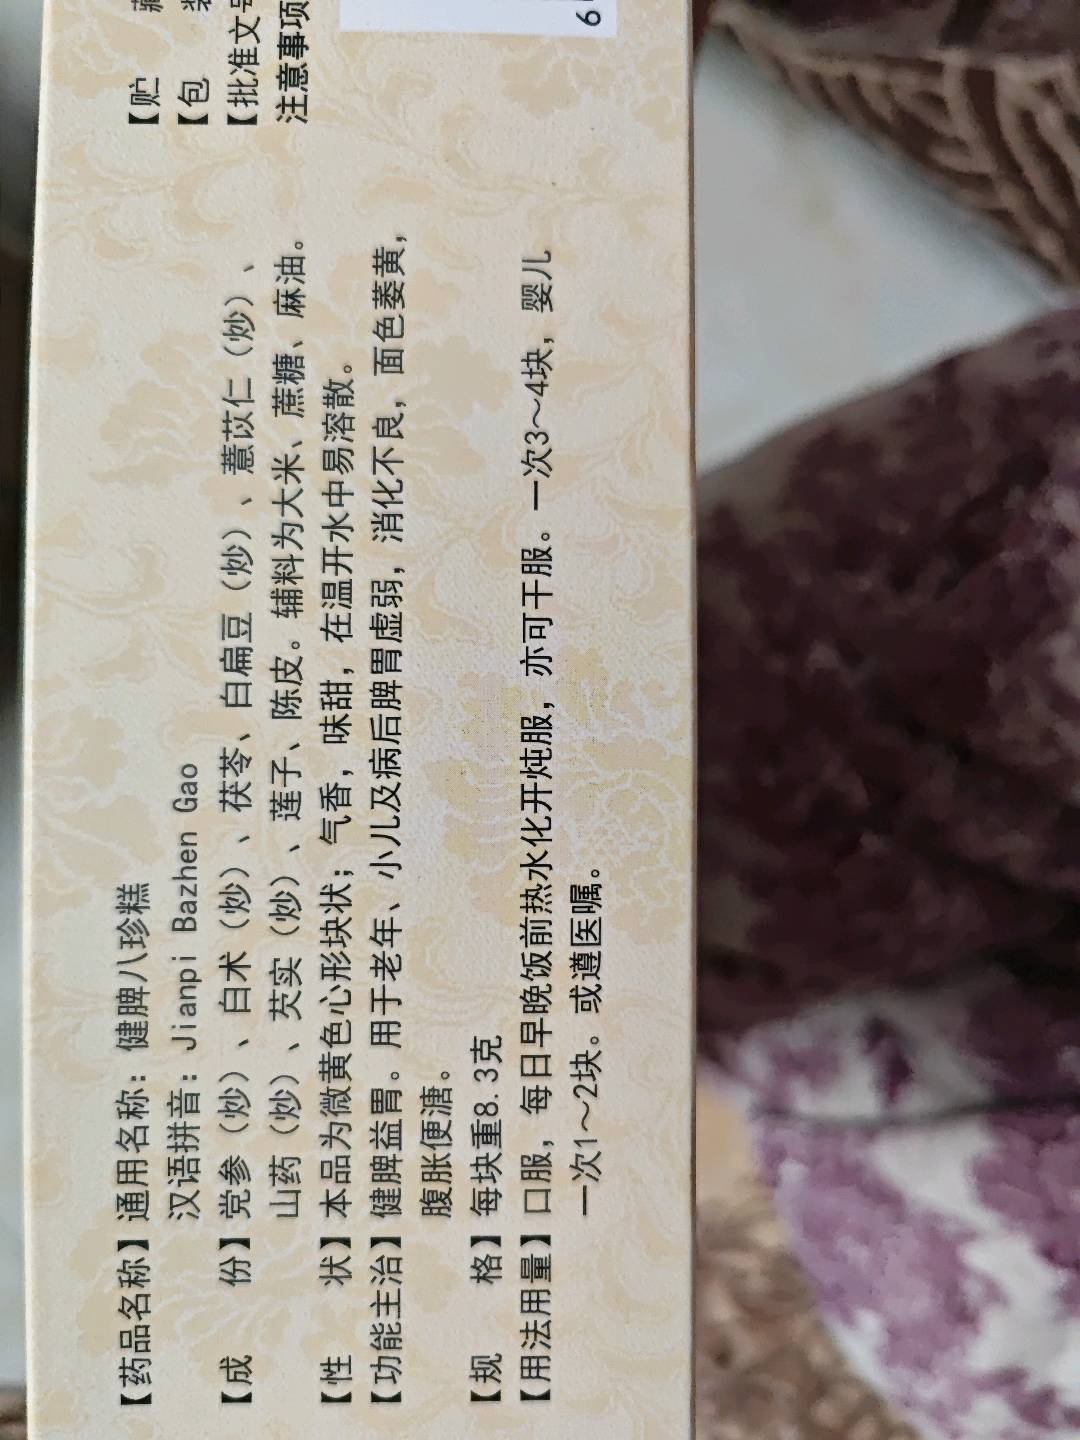 【药品名称】通用名称：健脾八珍糕
汉语拼音：Jianpi Bazhen Gao
【成 份】党参（炒）、白术（炒）、茯苓、白扁豆（炒）、薏苡仁（炒）、
山药（炒）、芡实（炒）、莲子、陈皮。辅料为大米、蔗糖、麻油。
【性 状】本品为微黄色心形块状；气香，味甜，在温开水中易溶散。
【功能主治】健脾益胃。用于老年、小儿及病后脾胃虚弱，消化不良，面色萎黄，
腹胀便溏。
【规 格】每块重8.3克
【用法用量】口服，每日早晚饭前热水化开炖服，亦可干服。一次3～4块，婴儿
一次1～2块。或遵医嘱。
【贮 藏
【包 装
【批准文号
注意事项
6